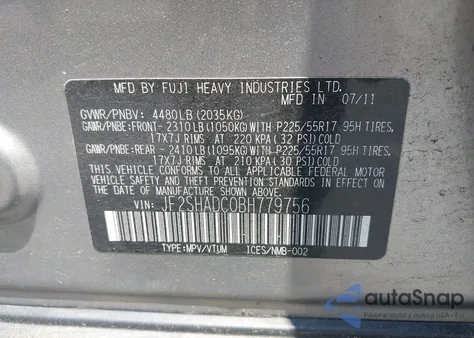 MFD BY FUJI HEAVY INDUSTRIES LTD.
MFD IN 07/11
GVWR/PNBV: 4480LB (2035KG)
GAWR/PNBE:FRONT- 2310LB(1050KG)WITH P225/55R17 95H TIRES,
17X7J RIMS AT 220 KPA (32 PSI) COLD
GAWR/PNBE:REAR - 2410LB(1095KG)WITH P225/55R17 95H TIRES,
17X7J RIMS AT 210 KPA (30 PSI)COLD
THIS VEHICLE CONFORMS TO ALL APPLICABLE FEDERAL MOTOR
VEHICLE SAFETY AND THEFT PREVENTION STANDARDS IN EFFECT
ON THE DATE OF MANUFACTURE SHOWN ABOVE.
VIN: JF2SHADC0BH779756
TYPE:MPV/VTUM ICES/NMB-002
autoSnap